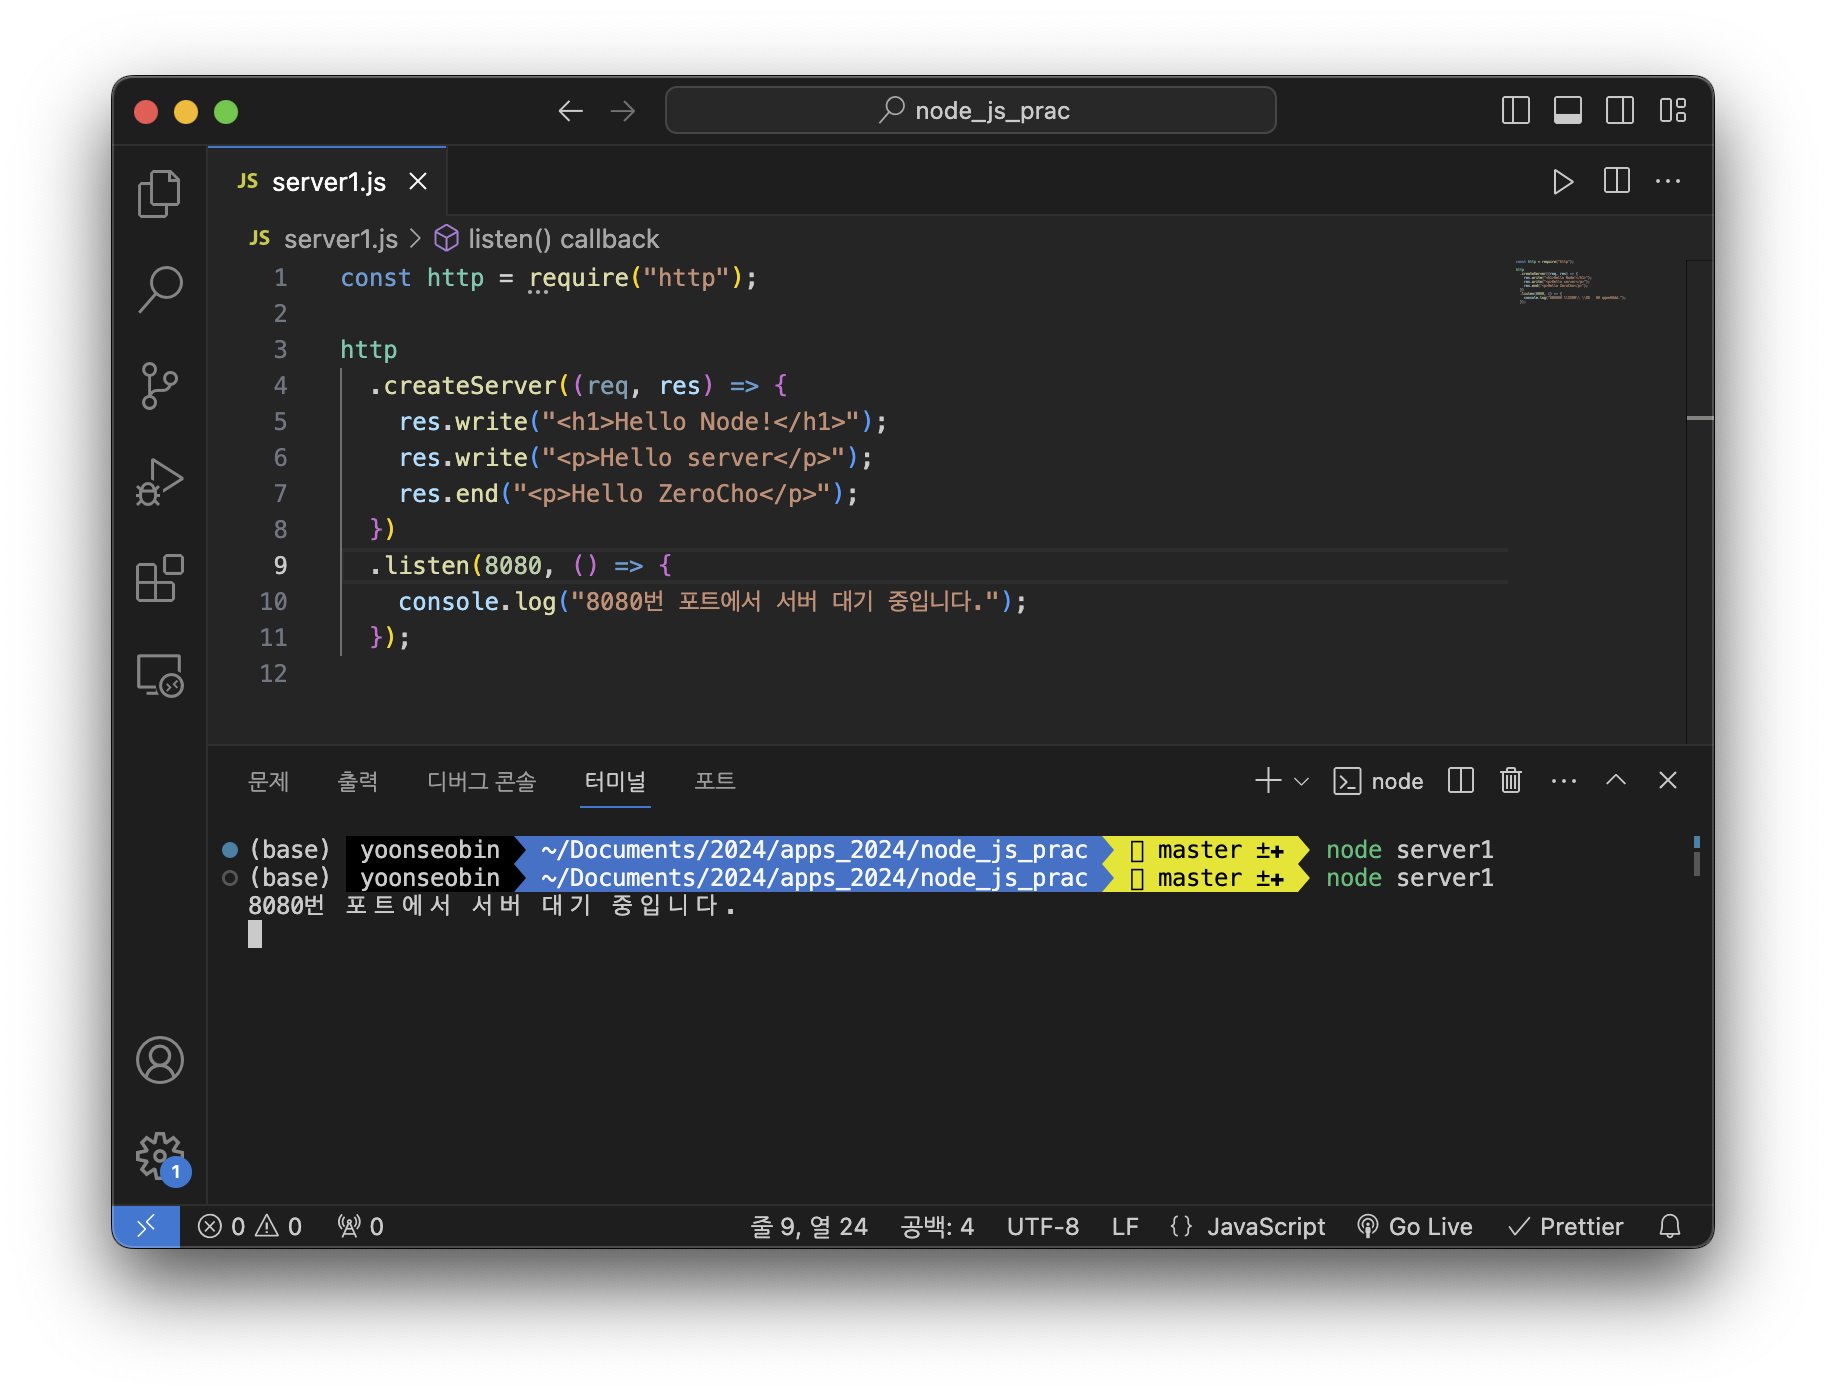 node_js_prac
JS server1.js
JS server1.js > listen() callback
1 const http = require("http");
2
3 http
4 .createServer((req, res) => {
5 res.write("<h1>Hello Node!</h1>");
6 res.write("<p>Hello server</p>");
7 res.end("<p>Hello ZeroCho</p>");
8 })
9 .listen(8080, () => {
10 console.log("8080번 포트에서 서버 대기 중입니다.");
11 });
12
문제 출력 디버그 콘솔 터미널 포트 node
(base) yoonseobin ~/Documents/2024/apps_2024/node_js_prac master ±✚ node server1
(base) yoonseobin ~/Documents/2024/apps_2024/node_js_prac master ±✚ node server1
8080번 포트에서 서버 대기 중입니다.
1
0 0 0 줄 9, 열 24 공백: 4 UTF-8 LF {} JavaScript Go Live Prettier